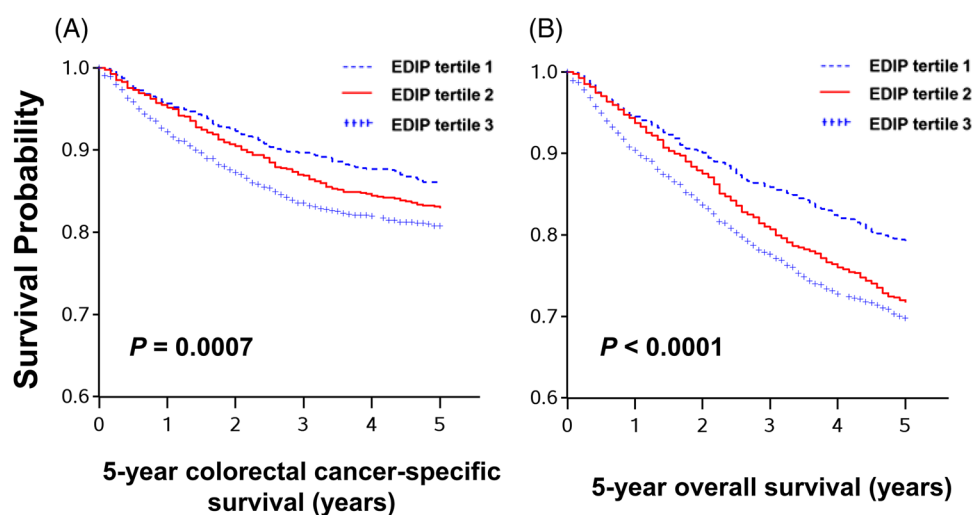 (A)
(B)
Survival Probability
1.0
0.9
0.8
0.7
0.6
EDIP tertile 1
EDIP tertile 2
EDIP tertile 3
P = 0.0007
0 1 2 3 4 5
5-year colorectal cancer-specific
survival (years)
1.0
0.9
0.8
0.7
0.6
EDIP tertile 1
EDIP tertile 2
EDIP tertile 3
P < 0.0001
0 1 2 3 4 5
5-year overall survival (years)